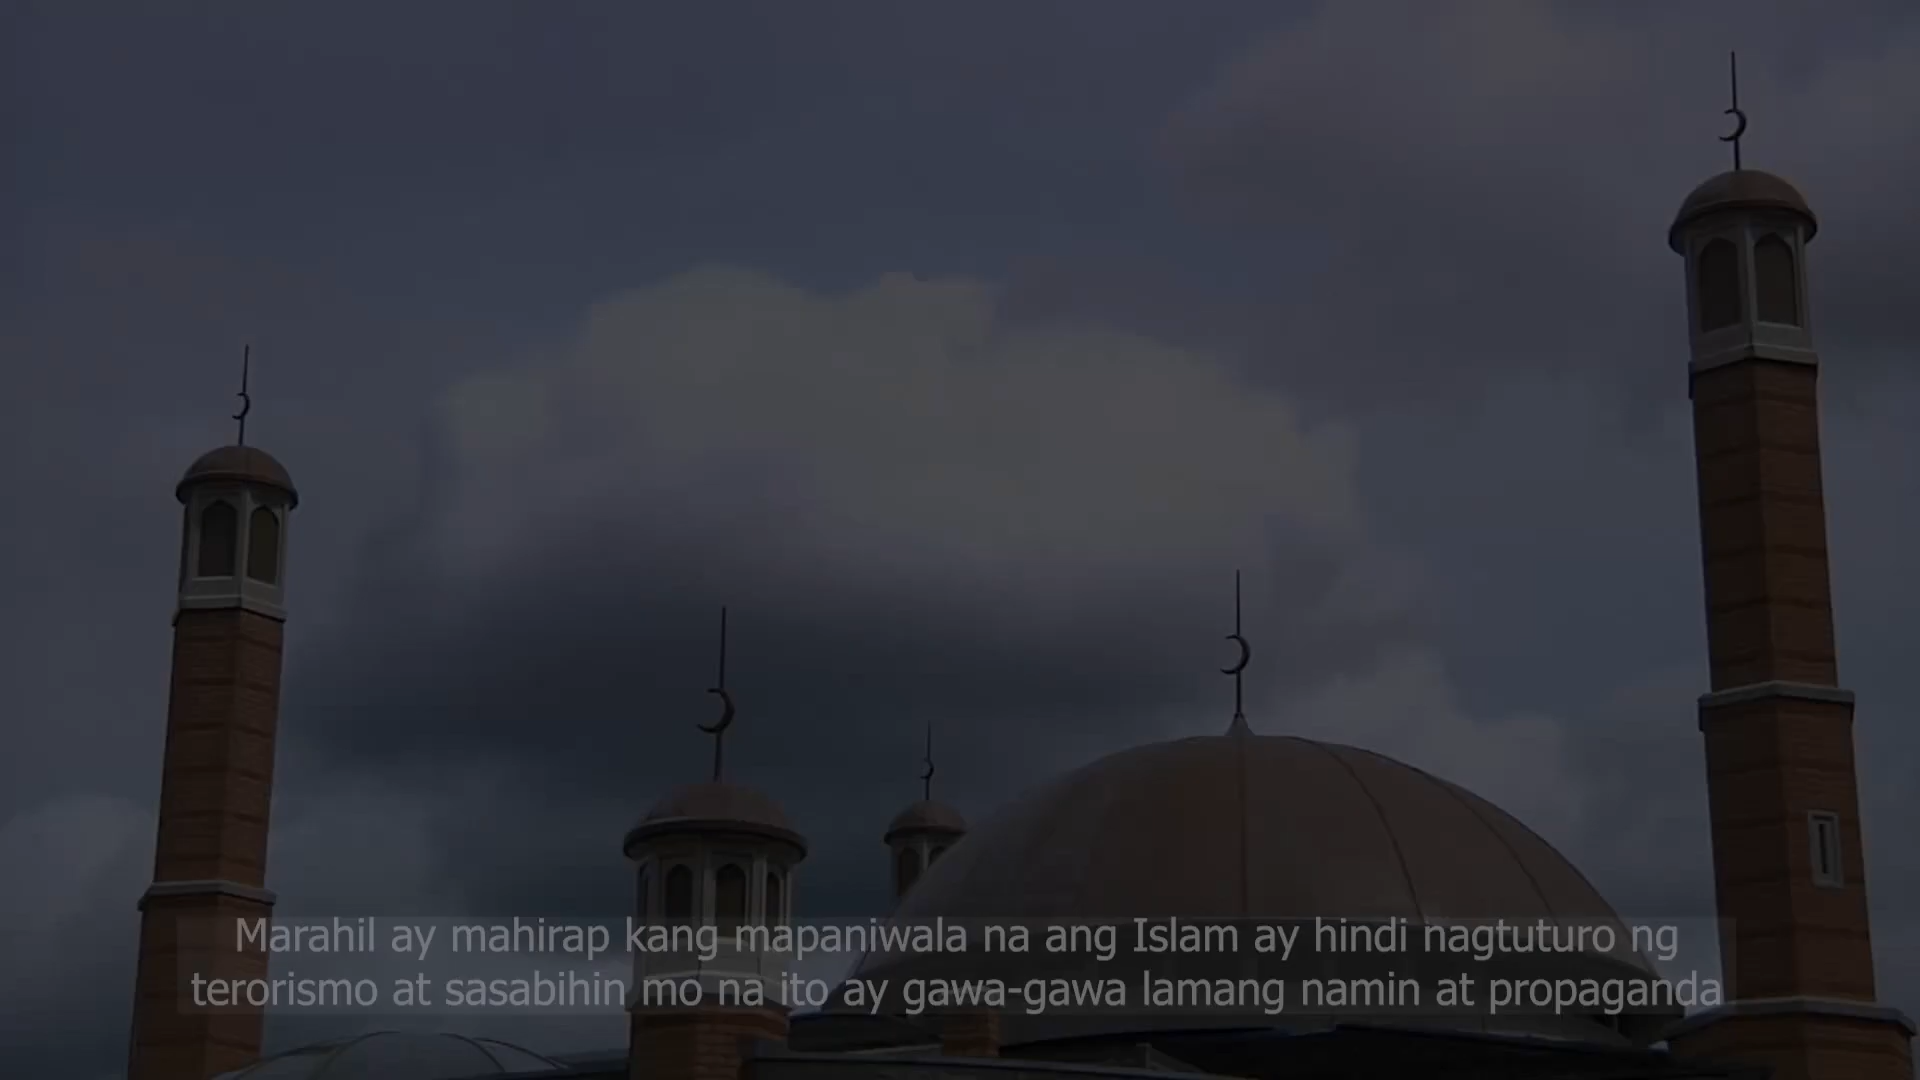 Marahil ay mahirap kang mapaniwala na ang Islam ay hindi nagtuturo ng
terorismo at sasabihin mo na ito ay gawa-gawa lamang namin at propaganda